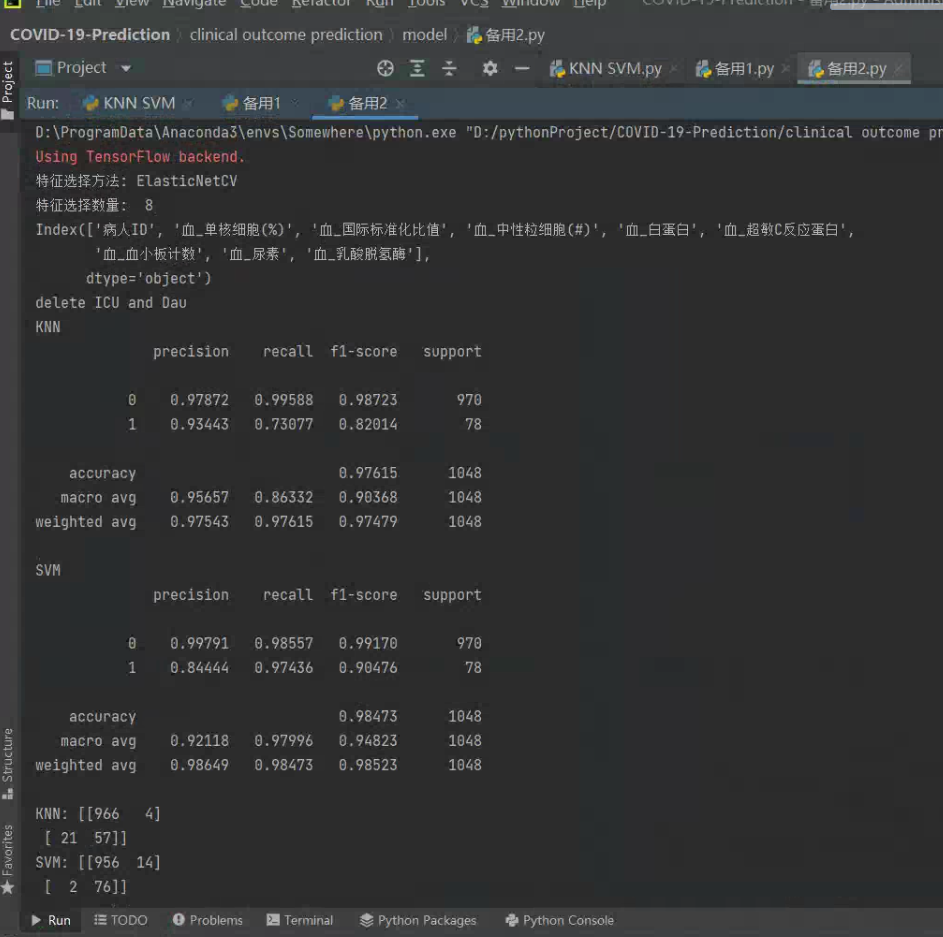 File Edit View Navigate Code Refactor Run Tools VCS Window Help
COVID-19-Prediction clinical outcome prediction model 备用2.py
Project KNN SVM.py 备用1.py 备用2.py
Project
Run: KNN SVM 备用1 备用2
D:\ProgramData\Anaconda3\envs\Somewhere\python.exe "D:/pythonProject/COVID-19-Prediction/clinical outcome pr
Using TensorFlow backend.
特征选择方法: ElasticNetCV
特征选择数量: 8
Index(['病人ID', '血_单核细胞(%)', '血_国际标准化比值', '血_中性粒细胞(#)', '血_白蛋白', '血_超敏C反应蛋白',
'血_血小板计数', '血_尿素', '血_乳酸脱氢酶'],
dtype='object')
delete ICU and Dau
KNN
precision recall f1-score support
0 0.97872 0.99588 0.98723 970
1 0.93443 0.73077 0.82014 78
accuracy 0.97615 1048
macro avg 0.95657 0.86332 0.90368 1048
weighted avg 0.97543 0.97615 0.97479 1048
SVM
precision recall f1-score support
0 0.99791 0.98557 0.99170 970
1 0.84444 0.97436 0.90476 78
accuracy 0.98473 1048
macro avg 0.92118 0.97996 0.94823 1048
weighted avg 0.98649 0.98473 0.98523 1048
KNN: [[966 4]
[ 21 57]]
SVM: [[956 14]
[ 2 76]]
Structure
Favorites
Run TODO Problems Terminal Python Packages Python Console